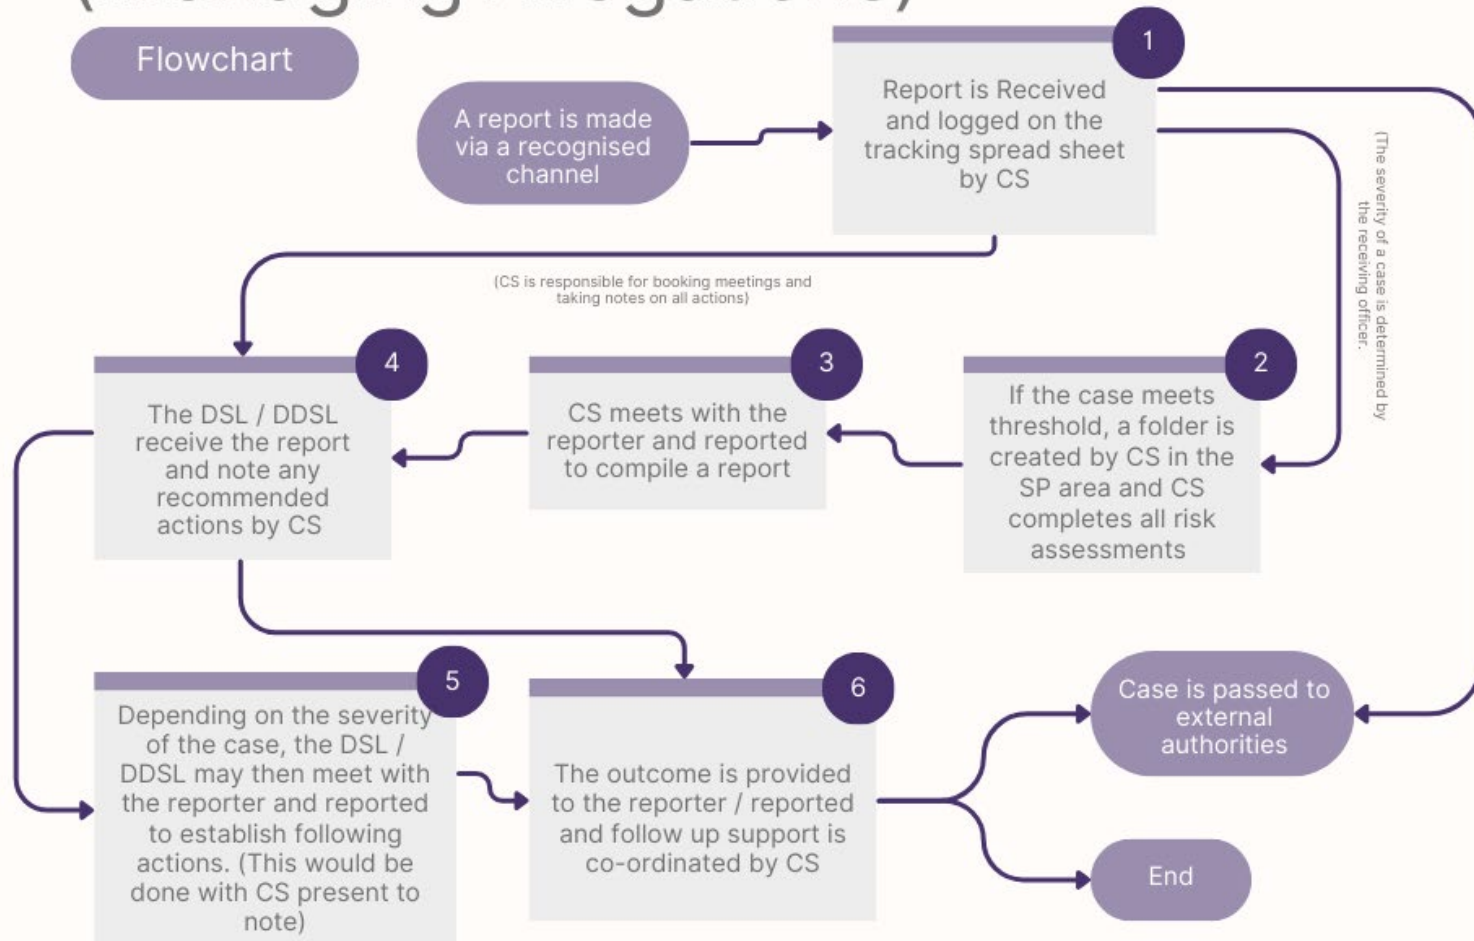 Flowchart
A report is made
via a recognised
channel
1
Report is Received
and logged on the
tracking spread sheet
by CS
(The severity of a case is determined by
the receiving officer.
(CS is responsible for booking meetings and
taking notes on all actions)
2
If the case meets
threshold, a folder is
created by CS in the
SP area and CS
completes all risk
assessments
3
CS meets with the
reporter and reported
to compile a report
4
The DSL / DDSL
receive the report
and note any
recommended
actions by CS
5
Depending on the severity
of the case, the DSL /
DDSL may then meet with
the reporter and reported
to establish following
actions. (This would be
done with CS present to
note)
6
The outcome is provided
to the reporter / reported
and follow up support is
co-ordinated by CS
Case is passed to
external
authorities
End